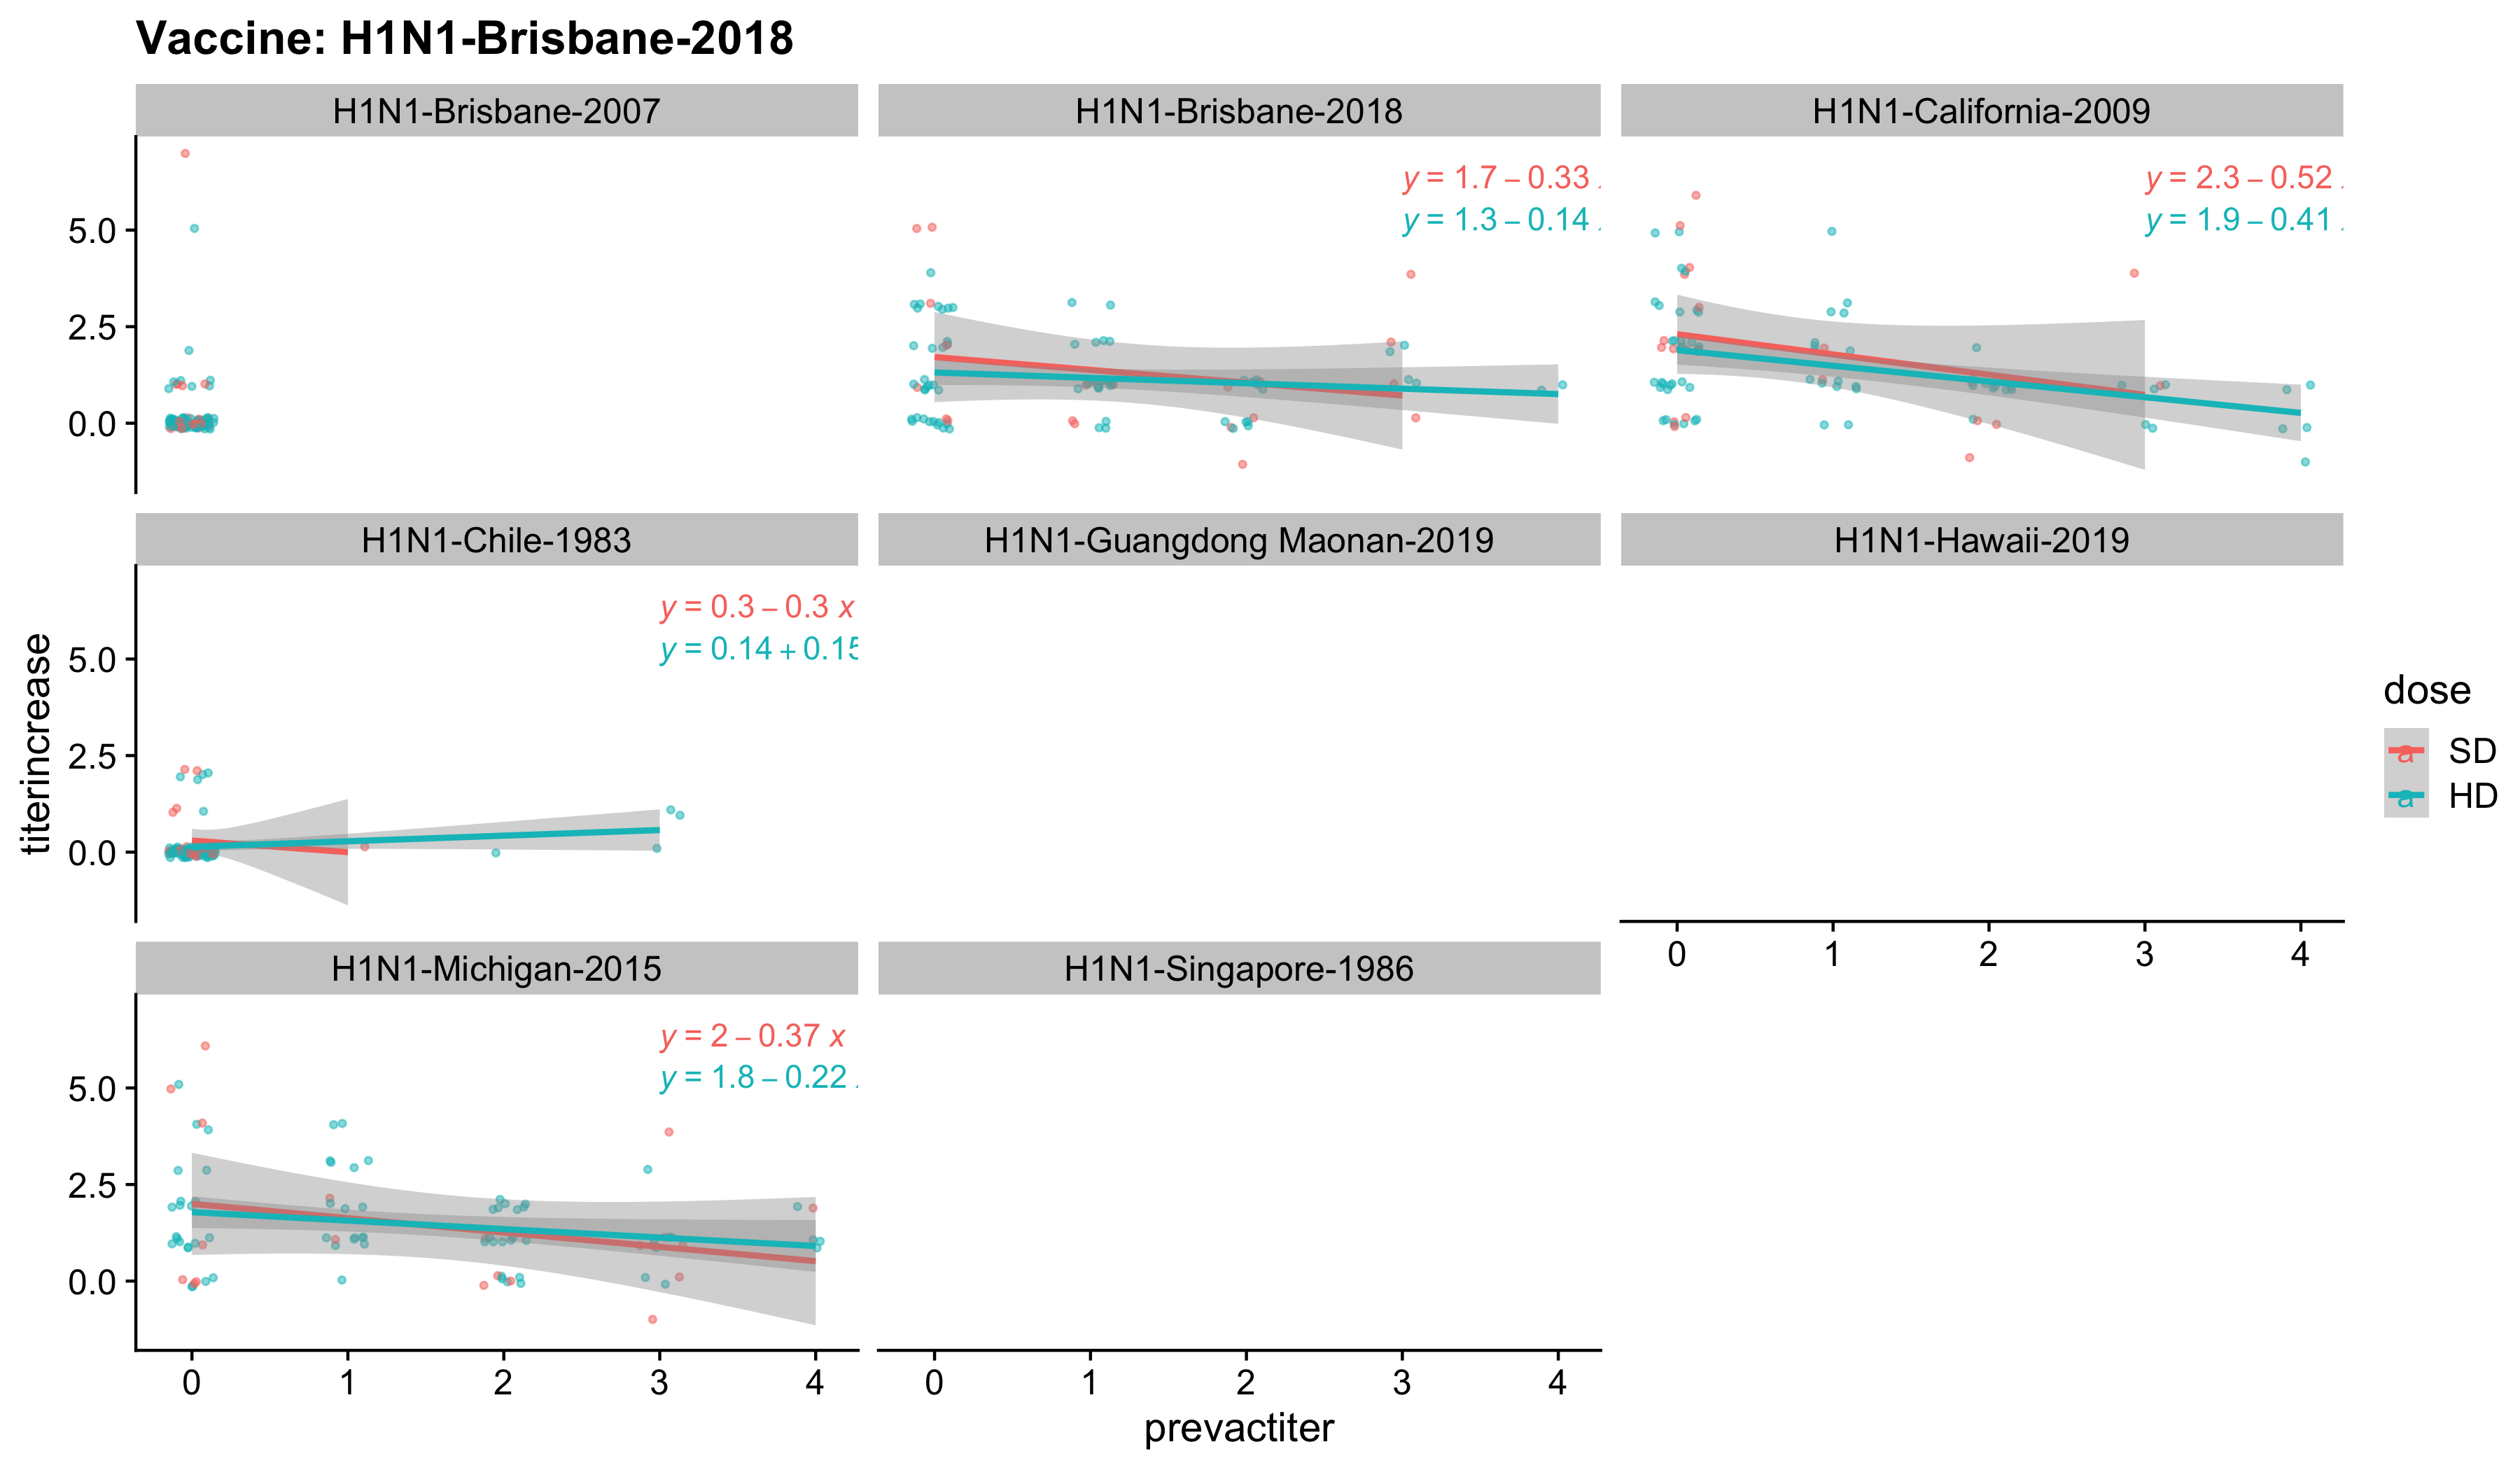 Vaccine: H1N1-Brisbane-2018
H1N1-Brisbane-2007
H1N1-Brisbane-2018
H1N1-California-2009
5.0
2.5
0.0
y = 1.7 – 0.33
y = 1.3 – 0.14
y = 2.3 – 0.52
y = 1.9 – 0.41
H1N1-Chile-1983
H1N1-Guangdong Maonan-2019
H1N1-Hawaii-2019
5.0
2.5
0.0
y = 0.3 – 0.3 x
y = 0.14 + 0.15
0 1 2 3 4
titerincrease
H1N1-Michigan-2015
H1N1-Singapore-1986
5.0
2.5
0.0
y = 2 – 0.37 x
y = 1.8 – 0.22
0 1 2 3 4
0 1 2 3 4
prevactiter
dose
a SD
a HD